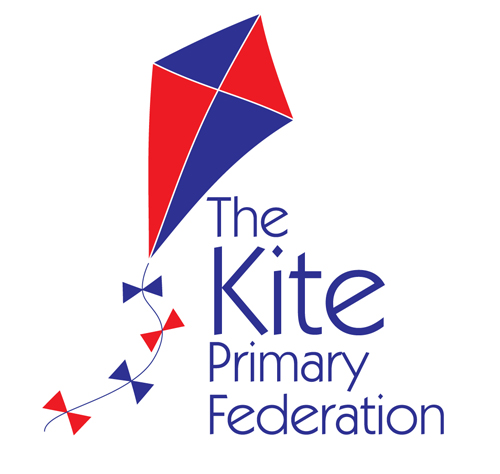 The
Kite
Primary
Federation